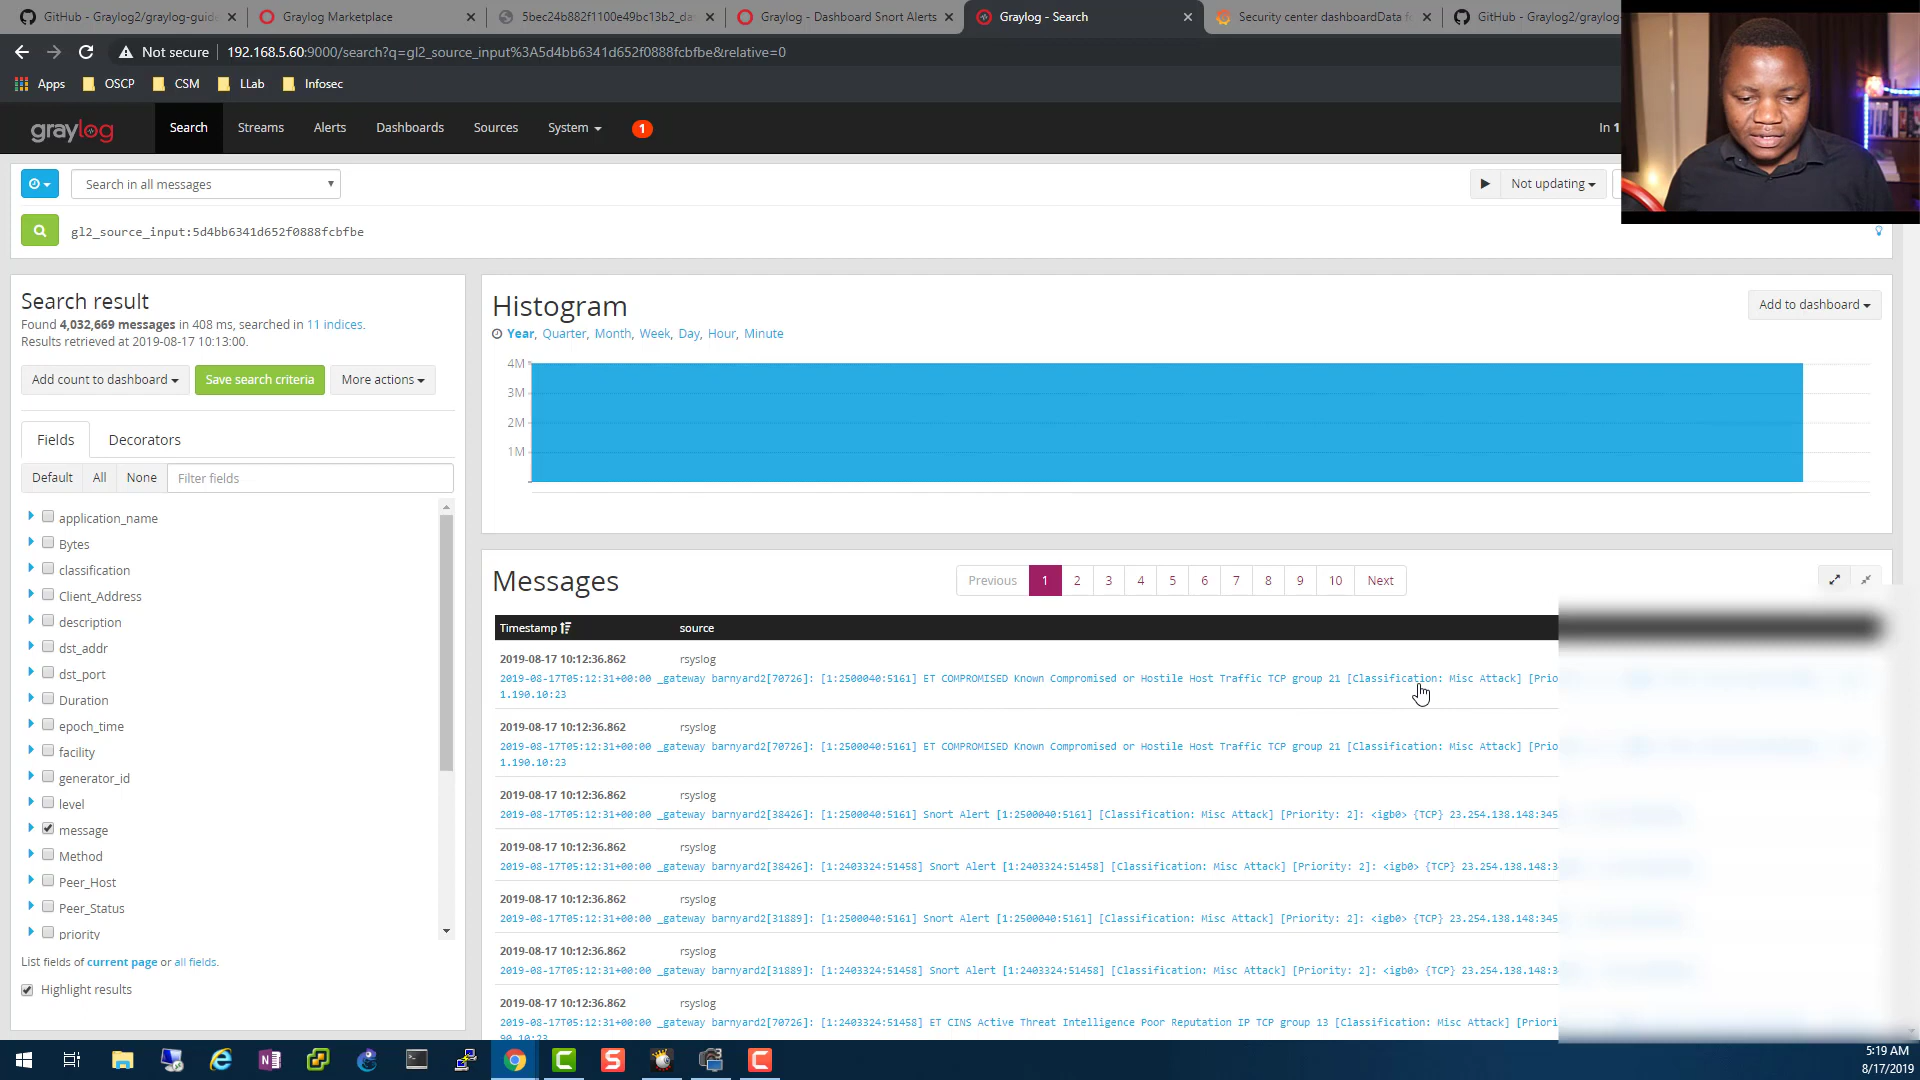 GitHub - Graylog2/graylog-guide
Graylog Marketplace
5bec24b882f1100e49bc13b2_da
Graylog - Dashboard Snort Alerts
Graylog - Search
Security center dashboardData f
GitHub - Graylog2/graylog-
Not secure
192.168.5.60:9000/search?q=gl2_source_input%3A5d4bb6341d652f0888fcbfbe&relative=0
Apps
OSCP
CSM
LLab
Infosec
graylog
Search
Streams
Alerts
Dashboards
Sources
System
1
In 1
Search in all messages
Not updating
gl2_source_input:5d4bb6341d652f0888fcbfbe
Search result
Found 4,032,669 messages in 408 ms, searched in 11 indices.
Results retrieved at 2019-08-17 10:13:00.
Add count to dashboard
Save search criteria
More actions
Fields
Decorators
Default
All
None
Filter fields
application_name
Bytes
classification
Client_Address
description
dst_addr
dst_port
Duration
epoch_time
facility
generator_id
level
message
Method
Peer_Host
Peer_Status
priority
List fields of current page or all fields.
Highlight results
Histogram
Add to dashboard
Year, Quarter, Month, Week, Day, Hour, Minute
4M
3M
2M
1M
Messages
Previous 1 2 3 4 5 6 7 8 9 10 Next
Timestamp source
2019-08-17 10:12:36.862 rsyslog
2019-08-17T05:12:31+00:00 _gateway barnyard2[70726]: [1:2500040:5161] ET COMPROMISED Known Compromised or Hostile Host Traffic TCP group 21 [Classification: Misc Attack] [Prio
1.190.10:23
2019-08-17 10:12:36.862 rsyslog
2019-08-17T05:12:31+00:00 _gateway barnyard2[70726]: [1:2500040:5161] ET COMPROMISED Known Compromised or Hostile Host Traffic TCP group 21 [Classification: Misc Attack] [Prio
1.190.10:23
2019-08-17 10:12:36.862 rsyslog
2019-08-17T05:12:31+00:00 _gateway barnyard2[38426]: [1:2500040:5161] Snort Alert [1:2500040:5161] [Classification: Misc Attack] [Priority: 2]: <igb0> {TCP} 23.254.138.148:345
2019-08-17 10:12:36.862 rsyslog
2019-08-17T05:12:31+00:00 _gateway barnyard2[38426]: [1:2403324:51458] Snort Alert [1:2403324:51458] [Classification: Misc Attack] [Priority: 2]: <igb0> {TCP} 23.254.138.148:3
2019-08-17 10:12:36.862 rsyslog
2019-08-17T05:12:31+00:00 _gateway barnyard2[31889]: [1:2500040:5161] Snort Alert [1:2500040:5161] [Classification: Misc Attack] [Priority: 2]: <igb0> {TCP} 23.254.138.148:345
2019-08-17 10:12:36.862 rsyslog
2019-08-17T05:12:31+00:00 _gateway barnyard2[31889]: [1:2403324:51458] Snort Alert [1:2403324:51458] [Classification: Misc Attack] [Priority: 2]: <igb0> {TCP} 23.254.138.148:3
2019-08-17 10:12:36.862 rsyslog
2019-08-17T05:12:31+00:00 _gateway barnyard2[70726]: [1:2403324:51458] ET CINS Active Threat Intelligence Poor Reputation IP TCP group 13 [Classification: Misc Attack] [Prio
90.10:23
5:19 AM
8/17/2019